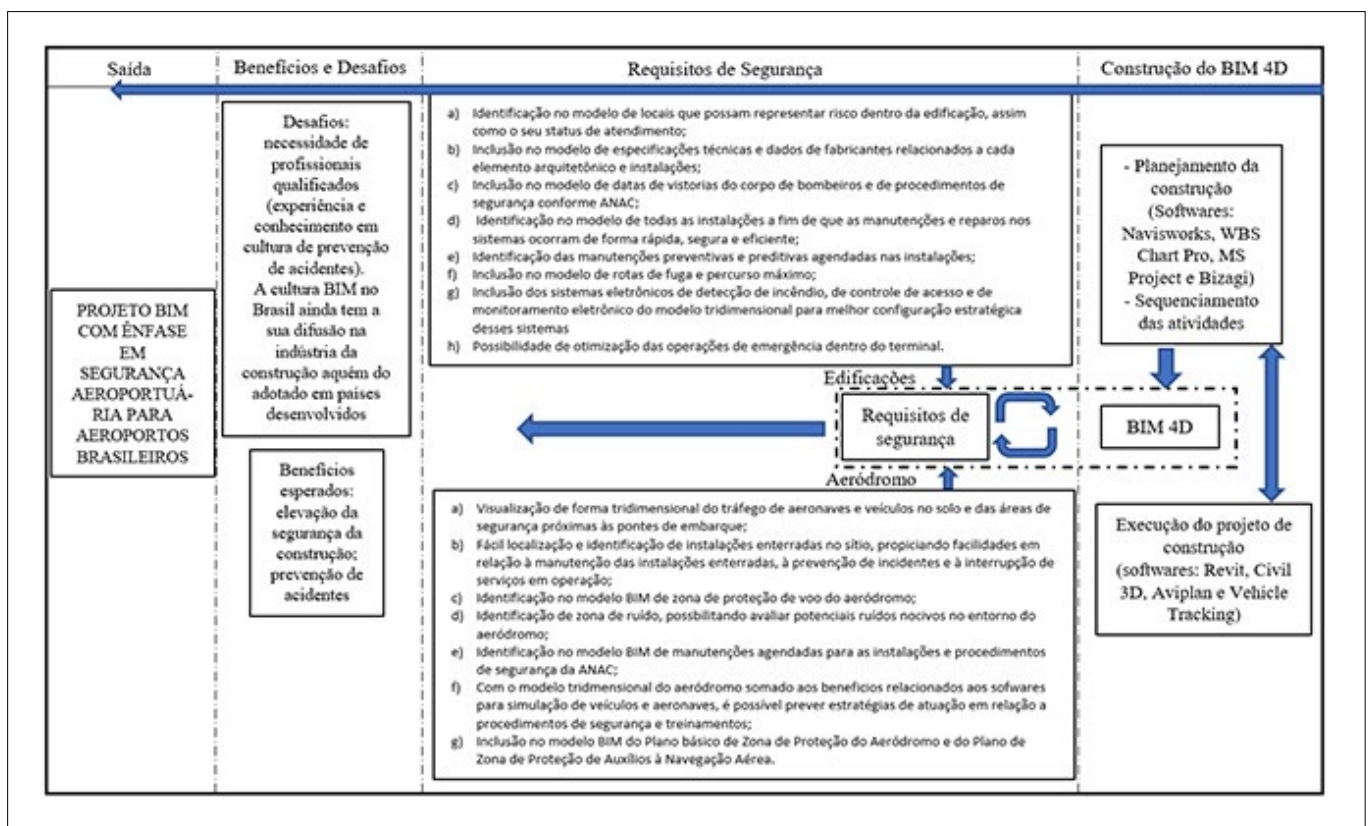 Saída
Benefícios e Desafios
Requisitos de Segurança
Construção do BIM 4D
PROJETO BIM
COM ÊNFASE
EM
SEGURANÇA
AEROPORTUÁ-
RIA PARA
AEROPORTOS
BRASILEIROS
Desafios:
necessidade de
profissionais
qualificados
(experiência e
conhecimento em
cultura de prevenção
de acidentes).
A cultura BIM no
Brasil ainda tem a
sua difusão na
indústria da
construção aquém do
adotado em países
desenvolvidos
Benefícios
esperados:
elevação da
segurança da
construção;
prevenção de
acidentes
a) Identificação no modelo de locais que possam representar risco dentro da edificação, assim
como o seu status de atendimento;
b) Inclusão no modelo de especificações técnicas e dados de fabricantes relacionados a cada
elemento arquitetônico e instalações;
c) Inclusão no modelo de datas de vistorias do corpo de bombeiros e de procedimentos de
segurança conforme ANAC;
d) Identificação no modelo de todas as instalações a fim de que as manutenções e reparos nos
sistemas ocorram de forma rápida, segura e eficiente;
e) Identificação das manutenções preventivas e preditivas agendadas nas instalações;
f) Inclusão no modelo de rotas de fuga e percurso máximo;
g) Inclusão dos sistemas eletrônicos de detecção de incêndio, de controle de acesso e de
monitoramento eletrônico do modelo tridimensional para melhor configuração estratégica
desses sistemas
h) Possibilidade de otimização das operações de emergência dentro do terminal.
Edificações
Requisitos de
segurança
BIM 4D
Aeródromo
a) Visualização de forma tridimensional do tráfego de aeronaves e veículos no solo e das áreas de
segurança próximas às pontes de embarque;
b) Fácil localização e identificação de instalações enterradas no sítio, propiciando facilidades em
relação à manutenção das instalações enterradas, à prevenção de incidentes e à interrupção de
serviços em operação;
c) Identificação no modelo BIM de zona de proteção de voo do aeródromo;
d) Identificação de zona de ruído, possbilitando avaliar potenciais ruídos nocivos no entorno do
aeródromo;
e) Identificação no modelo BIM de manutenções agendadas para as instalações e procedimentos
de segurança da ANAC;
f) Com o modelo tridmensional do aeródromo somado aos beneficios relacionados aos sofwares
para simulação de veículos e aeronaves, é possível prever estratégias de atuação em relação a
procedimentos de segurança e treinamentos;
g) Inclusão no modelo BIM do Plano básico de Zona de Proteção do Aeródromo e do Plano de
Zona de Proteção de Auxílios à Navegação Aérea.
- Planejamento da
construção
(Softwares:
Navisworks, WBS
Chart Pro, MS
Project e Bizagi)
- Sequenciamento
das atividades
Execução do projeto de
construção
(softwares: Revit, Civil
3D, Aviplan e Vehicle
Tracking)